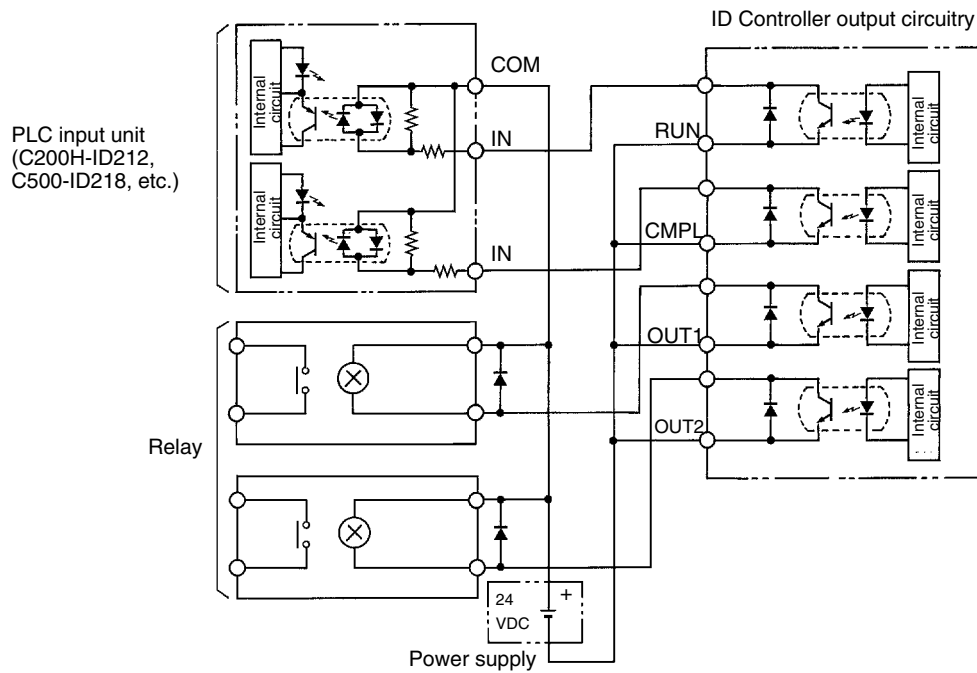 ID Controller output circuitry
PLC input unit
(C200H-ID212,
C500-ID218, etc.)
Internal
circuit
Internal
circuit
COM
IN
IN
RUN
CMPL
OUT1
OUT2
Internal
circuit
Internal
circuit
Internal
circuit
Internal
circuit
Relay
24
VDC
+
Power supply